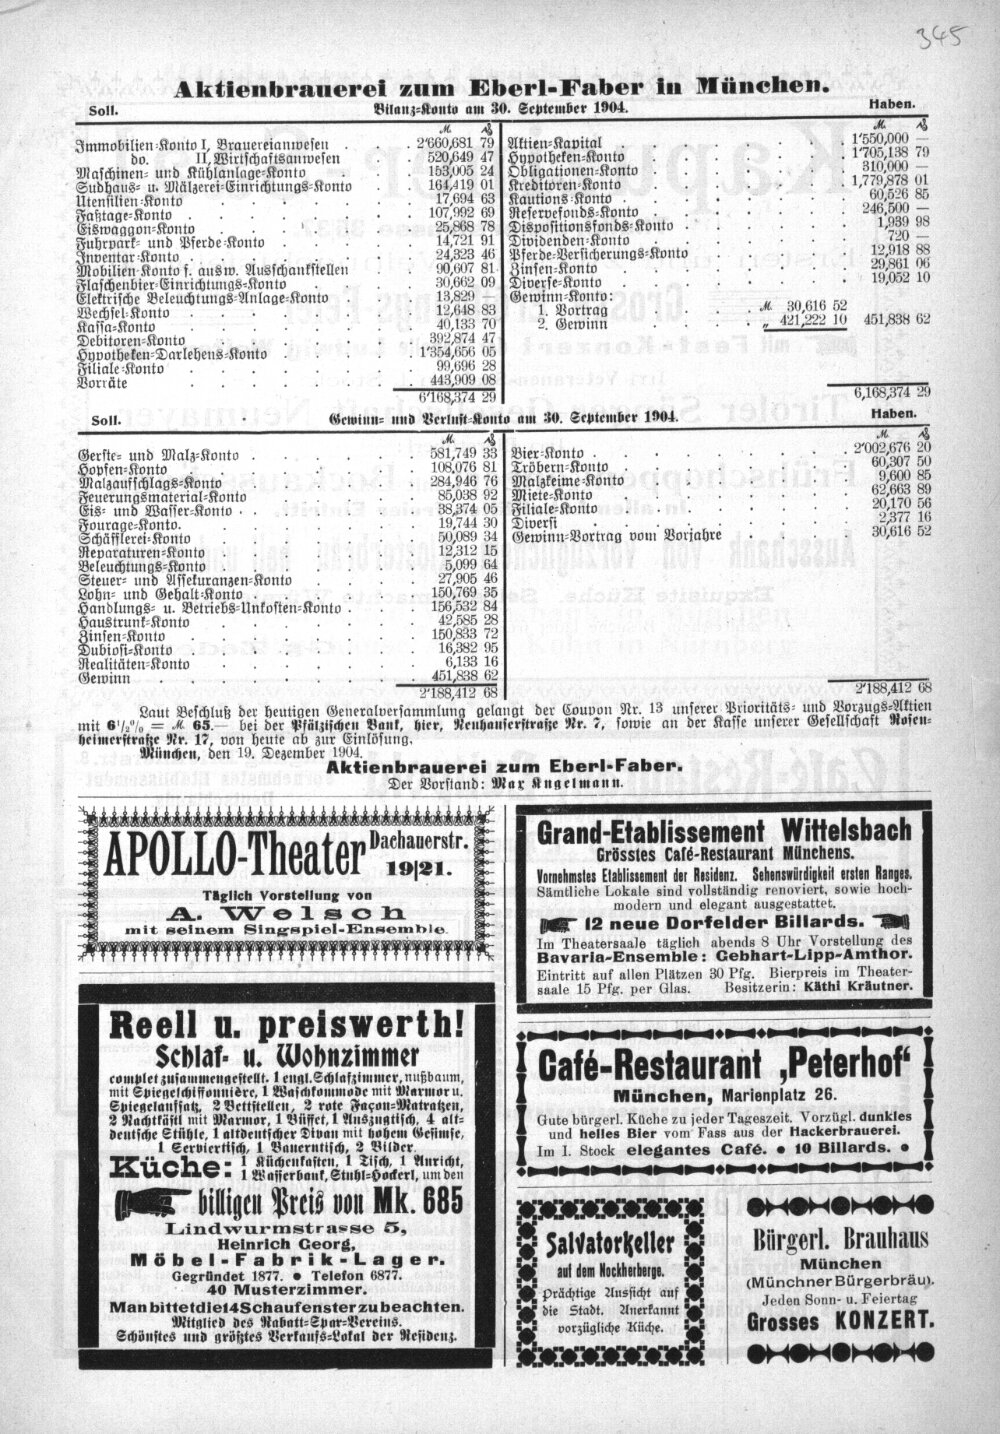 345
Aktienbrauerei zum Eberl-Faber in München.
Soll. Bilanz-Konto am 30. September 1904. Haben.
M. ₰
Immobilien-Konto I, Brauereianwesen 2'660,681 79
do. II, Wirtschaftsanwesen 520,649 47
Maschinen- und Kühlanlage-Konto 153,005 24
Sudhaus- u. Mälzerei-Einrichtungs-Konto 164,419 01
Utensilien-Konto 17,694 63
Faßtage-Konto 107,992 69
Eiswaggon-Konto 25,868 78
Fuhrpark- und Pferde-Konto 14,721 91
Inventar-Konto 24,323 46
Mobilien-Konto f. ausw. Ausschankstellen 90,607 81
Flaschenbier-Einrichtungs-Konto 30,662 09
Elektrische Beleuchtungs-Anlage-Konto 13,829 —
Wechsel-Konto 12,648 83
Kassa-Konto 40,133 70
Debitoren-Konto 392,874 47
Hypotheken-Darlehens-Konto 1'354,656 05
Filiale-Konto 99,696 28
Vorräte 443,909 08
6'168,374 29
M. ₰
Aktien-Kapital 1'550,000 —
Hypotheken-Konto 1'705,138 79
Obligationen-Konto 310,000 —
Kreditoren-Konto 1,779,878 01
Kautions-Konto 60,526 85
Reservefonds-Konto 246,500 —
Dispositionsfonds-Konto 1,939 98
Dividenden-Konto 720 —
Pferde-Versicherungs-Konto 12,918 88
Zinsen-Konto 29,861 06
Diverse-Konto 19,052 10
Gewinn-Konto:
1. Vortrag M. 30,616 52
2. Gewinn „ 421,222 10 451,838 62
6,168,374 29
Soll. Gewinn- und Verlust-Konto am 30. September 1904. Haben.
M. ₰
Gerste- und Malz-Konto 581,749 33
Hopfen-Konto 108,076 81
Malzaufschlags-Konto 284,946 76
Feuerungsmaterial-Konto 85,038 92
Eis- und Wasser-Konto 38,374 05
Fourage-Konto. 19,744 30
Schäfflerei-Konto 50,089 34
Reparaturen-Konto 12,312 15
Beleuchtungs-Konto 5,099 64
Steuer- und Assekuranzen-Konto 27,905 46
Lohn- und Gehalt-Konto 150,769 35
Handlungs- u. Betriebs-Unkosten-Konto 156,532 84
Haustrunk-Konto 42,585 28
Zinsen-Konto 150,833 72
Dubiosi-Konto 16,382 95
Realitäten-Konto 6,133 16
Gewinn 451,838 62
2'188,412 68
M. ₰
Bier-Konto 2'002,676 20
Tröbern-Konto 60,307 50
Malzkeime-Konto 9,600 85
Miete-Konto 62,663 89
Filiale-Konto 20,170 56
Diversi 2,377 16
Gewinn-Vortrag vom Vorjahre 30,616 52
2'188,412 68
Laut Beschluß der heutigen Generalversammlung gelangt der Coupon Nr. 13 unserer Prioritäts- und Vorzugs-Aktien
mit 6 1/2 % = M 65.— bei der Pfälzischen Bank, hier, Neuhauserstraße Nr. 7, sowie an der Kasse unserer Gesellschaft Rosen-
heimerstraße Nr. 17, von heute ab zur Einlösung.
München, den 19. Dezember 1904.
Aktienbrauerei zum Eberl-Faber.
Der Vorstand: Max Angelmann.
APOLLO-Theater Dachauerstr.
19/21.
Täglich Vorstellung von
A. Welsch
mit seinem Singspiel-Ensemble.
Reell u. preiswerth!
Schlaf- u. Wohnzimmer
complet zusammengestellt. 1 engl. Schlafzimmer, nußbaum,
mit Spiegelchiffonnière, 1 Waschkommode mit Marmor u.
Spiegelaufsatz, 2 Bettstellen, 2 rote Façon-Matratzen,
2 Nachttistl mit Marmor, 1 Büffet, 1 Auszugtisch, 4 alt-
deutsche Stühle, 1 altdeutscher Divan mit hohem Gesimse,
1 Serviertisch, 1 Bauerntisch, 2 Bilder.
Küche: 1 Küchenkasten, 1 Tisch, 1 Anricht,
1 Wasserbank, Stuhl-Hockerl, um den
billigen Preis von Mk. 685
Lindwurmstrasse 5,
Heinrich Georg,
Möbel-Fabrik-Lager.
Gegründet 1877. • Telefon 6877.
40 Musterzimmer.
Man bittet die 14 Schaufenster zu beachten.
Mitglied des Rabatt-Spar-Vereins.
Schönstes und größtes Verkaufs-Lokal der Residenz.
Grand-Etablissement Wittelsbach
Grösstes Café-Restaurant Münchens.
Vornehmstes Etablissement der Residenz. Sehenswürdigkeit ersten Ranges.
Sämtliche Lokale sind vollständig renoviert, sowie hoch-
modern und elegant ausgestattet.
12 neue Dorfelder Billards.
Im Theatersaale täglich abends 8 Uhr Vorstellung des
Bavaria-Ensemble: Gebhart-Lipp-Amthor.
Eintritt auf allen Plätzen 30 Pfg. Bierpreis im Theater-
saale 15 Pfg. per Glas. Besitzerin: Käthi Kräutner.
Café-Restaurant ‚Peterhof‘
München, Marienplatz 26.
Gute bürgerl. Küche zu jeder Tageszeit. Vorzügl. dunkles
und helles Bier vom Fass aus der Hackerbrauerei.
Im I. Stock elegantes Café. • 10 Billards. •
Salvatorkeller
auf dem Nockherberge.
Prächtige Aussicht auf
die Stadt. Anerkannt
vorzügliche Küche.
Bürgerl. Brauhaus
München
(Münchner Bürgerbräu).
Jeden Sonn- u. Feiertag
Grosses KONZERT.